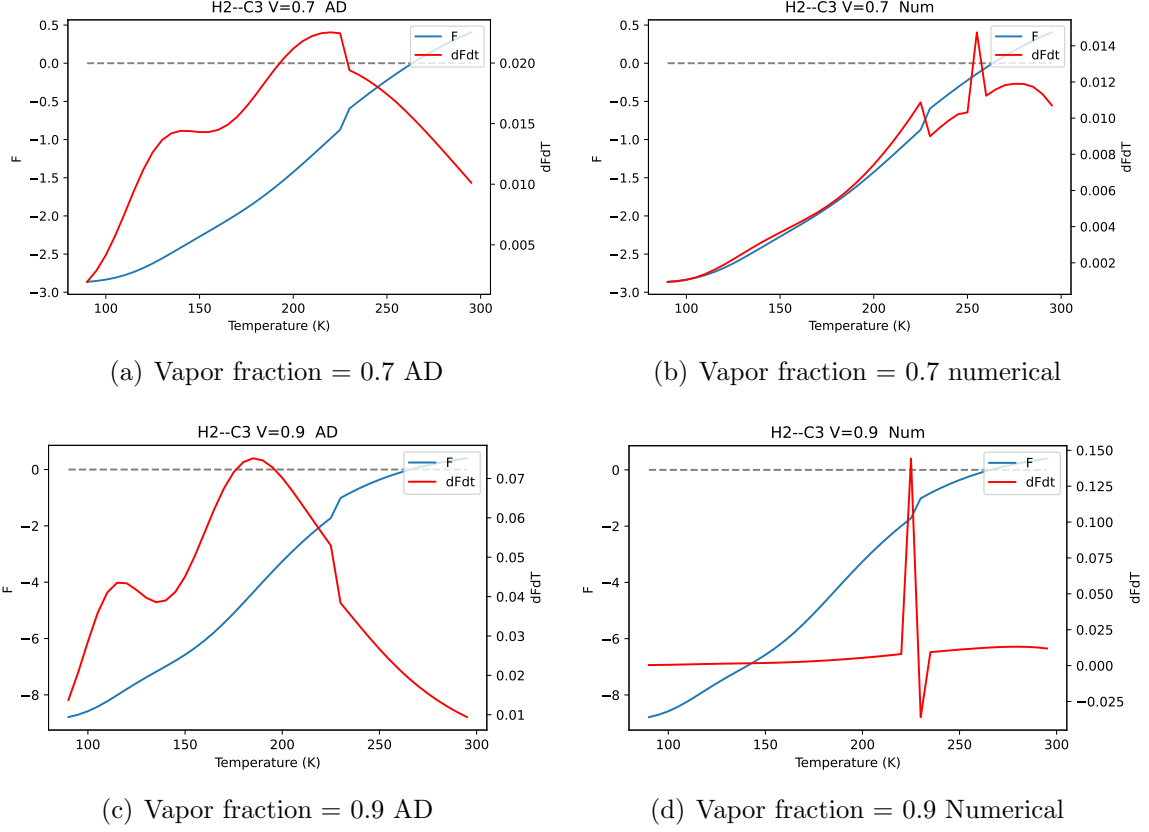 H2--C3 V=0.7 AD
0.5
0.0
−0.5
−1.0
−1.5
−2.0
−2.5
−3.0
F
F
dFdt
0.020
0.015
0.010
0.005
dFdT
100
150
200
250
300
Temperature (K)
(a) Vapor fraction = 0.7 AD
H2--C3 V=0.7 Num
0.5
0.0
−0.5
−1.0
−1.5
−2.0
−2.5
−3.0
F
F
dFdt
0.014
0.012
0.010
0.008
0.006
0.004
0.002
dFdT
100
150
200
250
300
Temperature (K)
(b) Vapor fraction = 0.7 numerical
H2--C3 V=0.9 AD
0
−2
−4
−6
−8
F
F
dFdt
0.07
0.06
0.05
0.04
0.03
0.02
0.01
dFdT
100
150
200
250
300
Temperature (K)
(c) Vapor fraction = 0.9 AD
H2--C3 V=0.9 Num
0
−2
−4
−6
−8
F
F
dFdt
0.150
0.125
0.100
0.075
0.050
0.025
0.000
−0.025
dFdT
100
150
200
250
300
Temperature (K)
(d) Vapor fraction = 0.9 Numerical